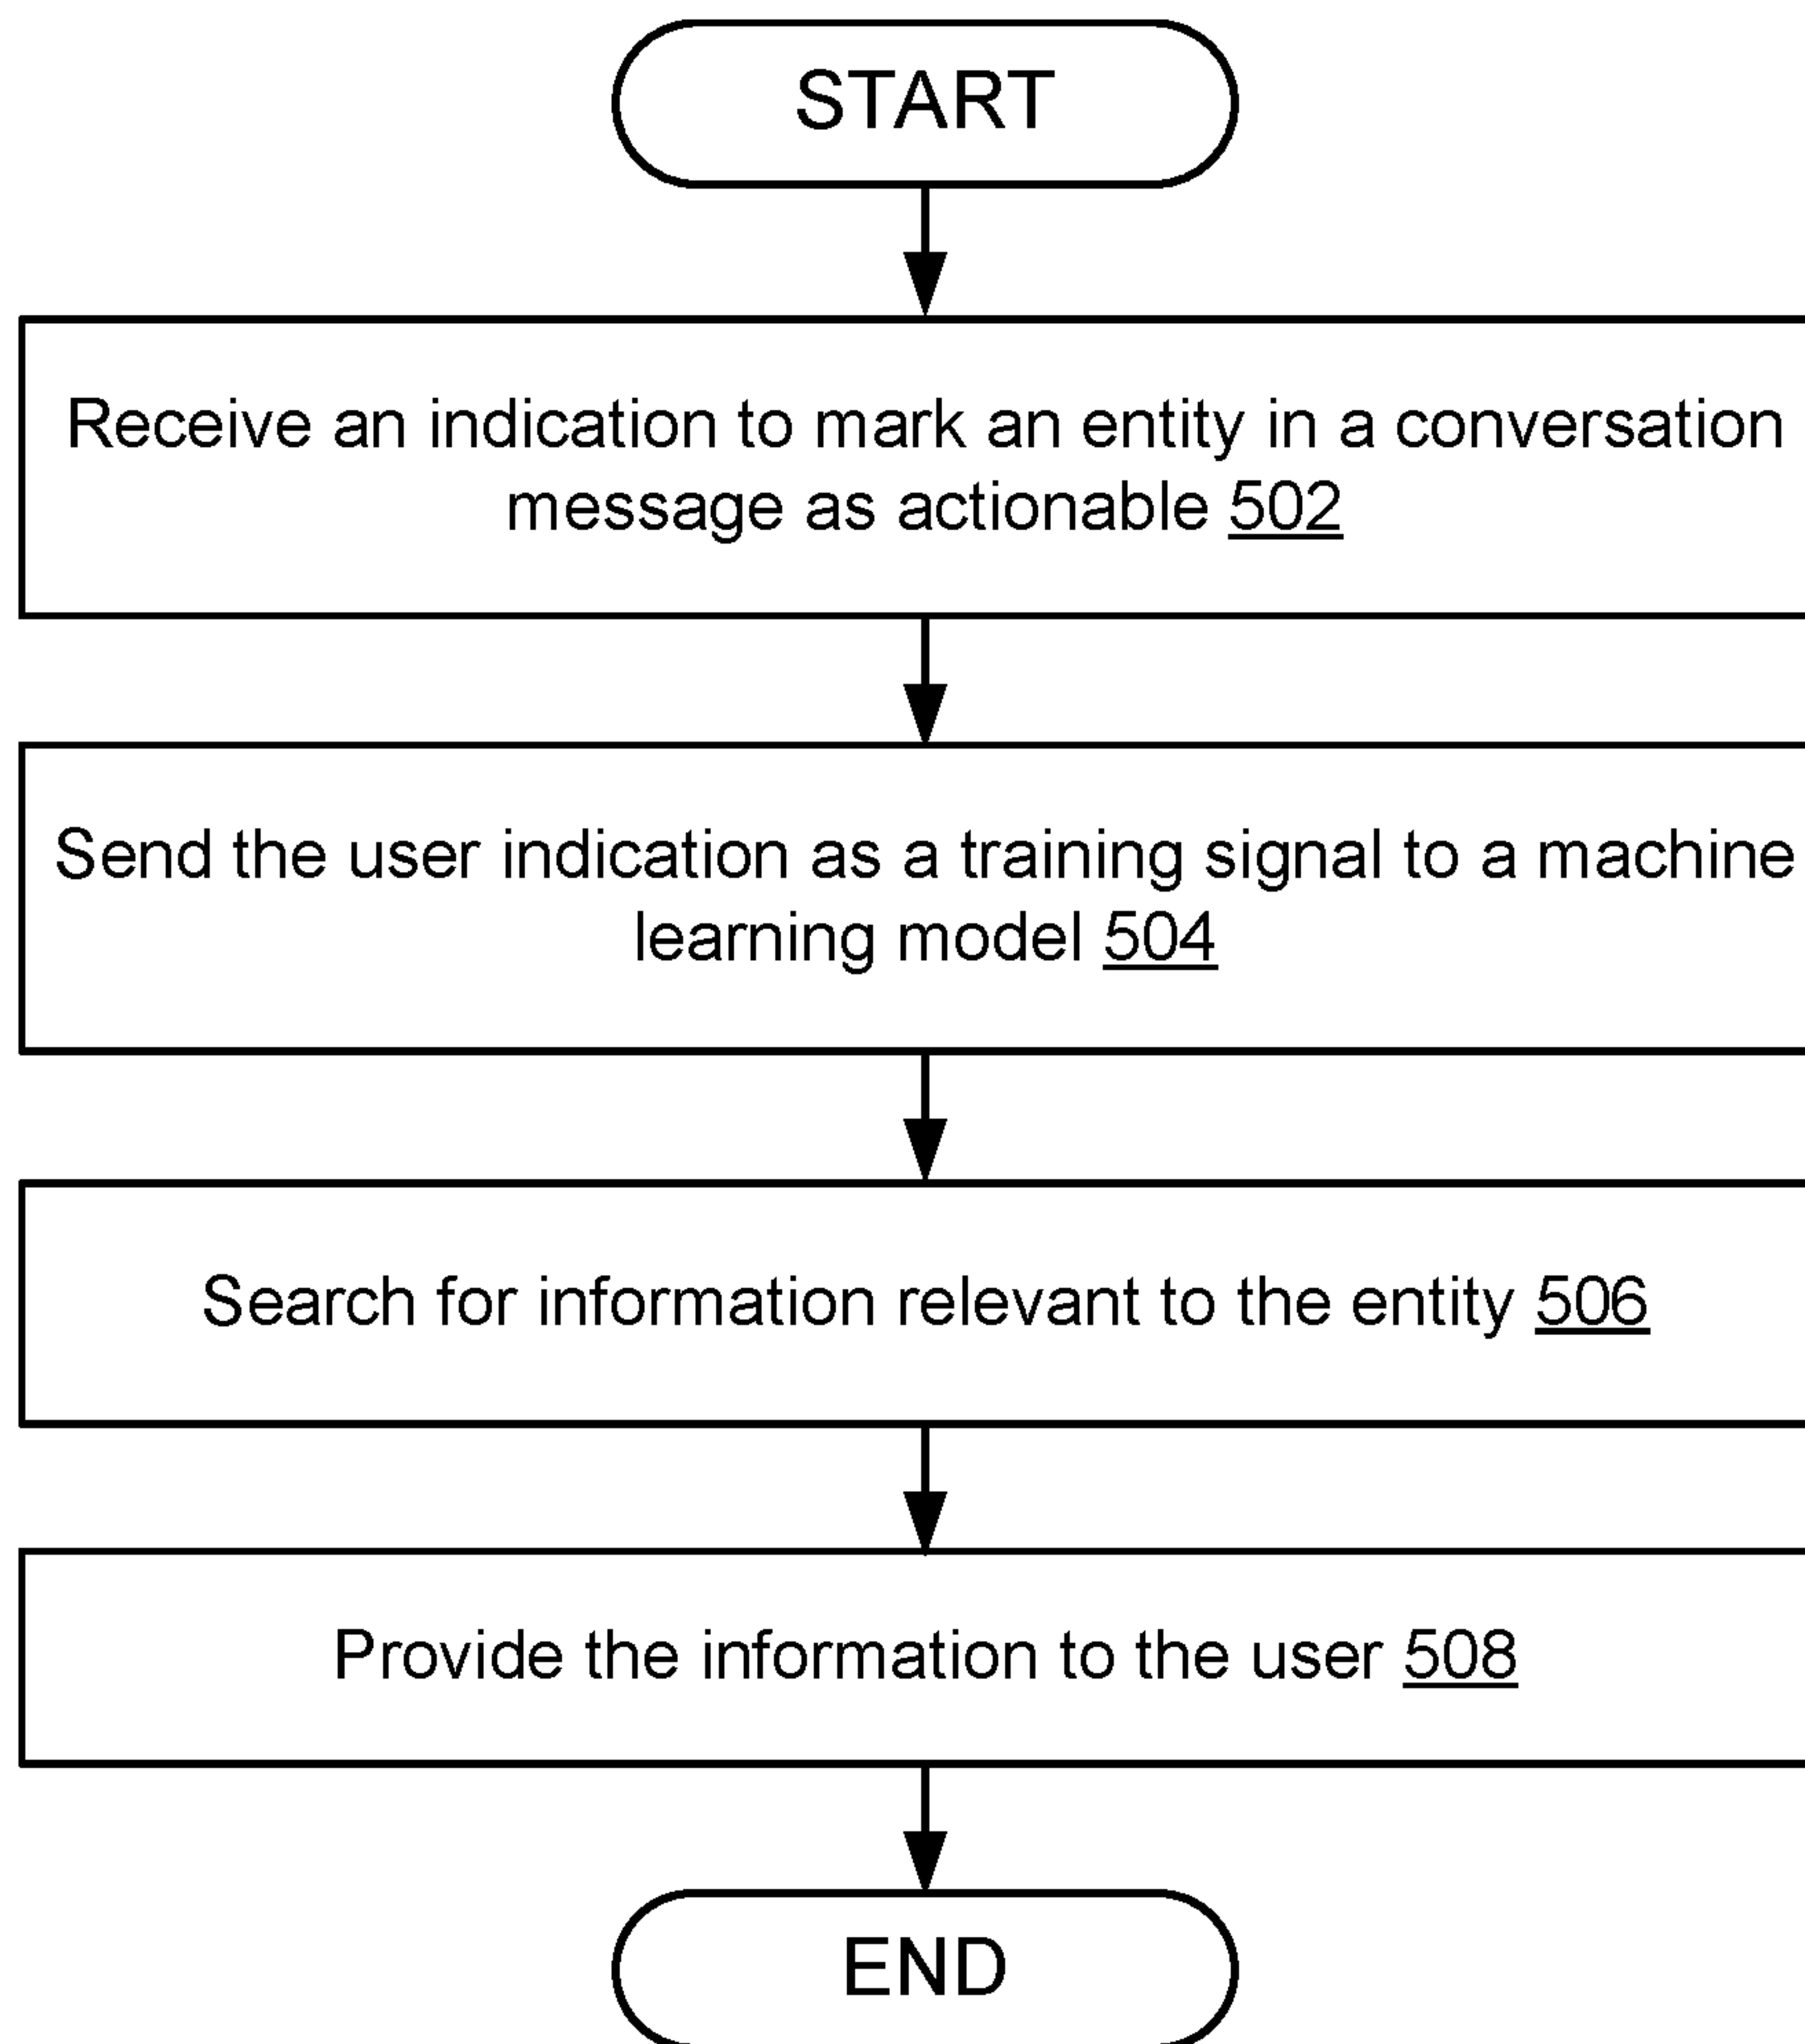 START
Receive an indication to mark an entity in a conversation
message as actionable 502
Send the user indication as a training signal to a machine
learning model 504
Search for information relevant to the entity 506
Provide the information to the user 508
END